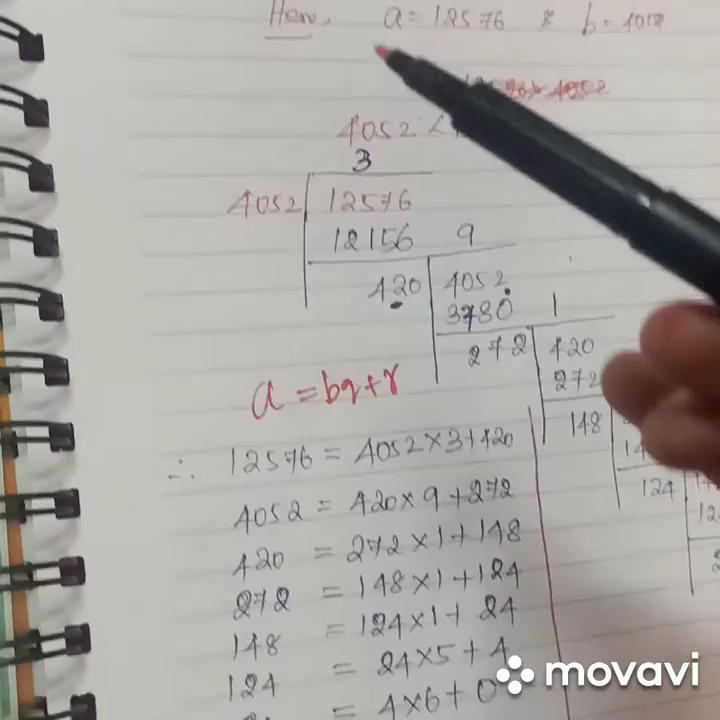 Here, a = 12576 & b =
4052 <
3
4052 12576
12156 9
420 4052
3780 1
272 420
272
148
124
a = bq+r
∴ 12576 = 4052×3+420
4052 = 420×9+272
420 = 272×1+148
272 = 148×1+124
148 = 124×1+24
124 = 24×5+4
= 4×6+0
movavi